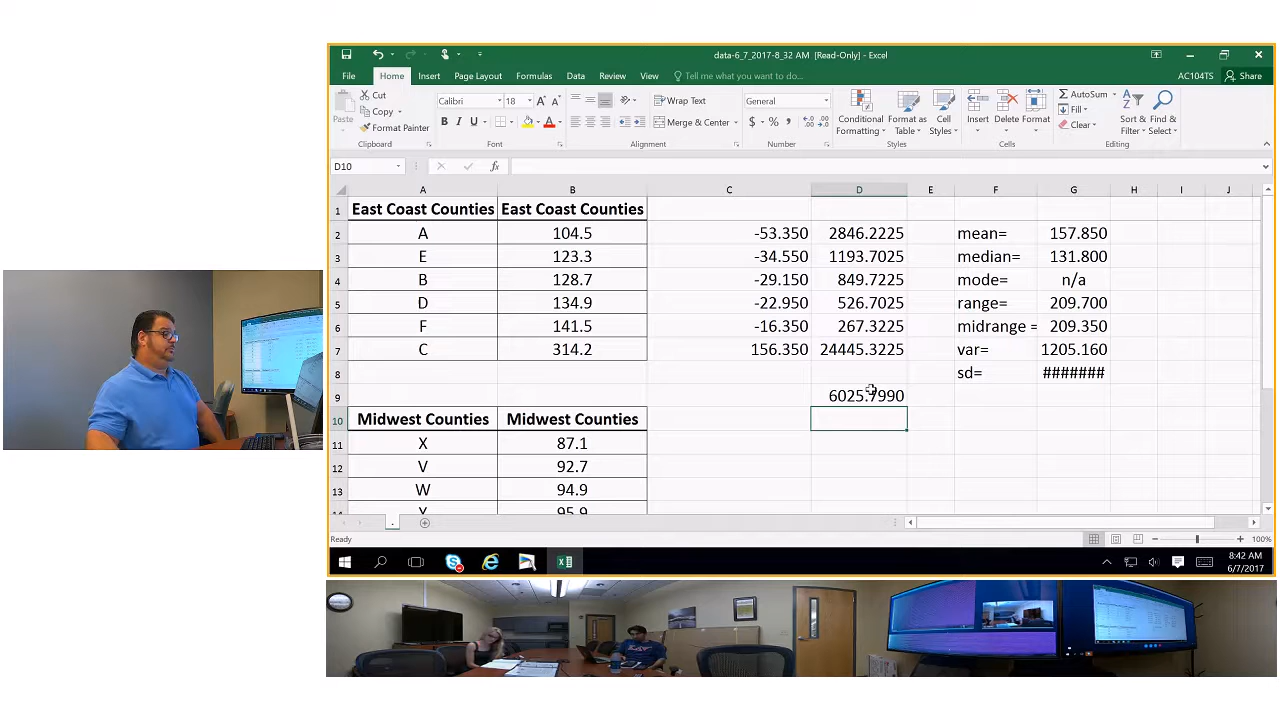 data-6_7_2017-8_32 AM [Read-Only] - Excel
File Home Insert Page Layout Formulas Data Review View Tell me what you want to do... AC104TS Share
Paste
Cut
Copy
Format Painter
Clipboard
Calibri 18
B I U
Font
Wrap Text
Merge & Center
Alignment
General
$ % ,
Number
Conditional Formatting
Format as Table
Cell Styles
Styles
Insert Delete Format
Cells
AutoSum
Fill
Clear
Sort & Filter
Find & Select
Editing
D10 fx
A B C D E F G H I J
1 East Coast Counties East Coast Counties
2 A 104.5 -53.350 2846.2225 mean= 157.850
3 E 123.3 -34.550 1193.7025 median= 131.800
4 B 128.7 -29.150 849.7225 mode= n/a
5 D 134.9 -22.950 526.7025 range= 209.700
6 F 141.5 -16.350 267.3225 midrange = 209.350
7 C 314.2 156.350 24445.3225 var= 1205.160
8 sd= #######
9 6025.7990
10 Midwest Counties Midwest Counties
11 X 87.1
12 V 92.7
13 W 94.9
14 Y 95.9
Ready 100%
8:42 AM
6/7/2017